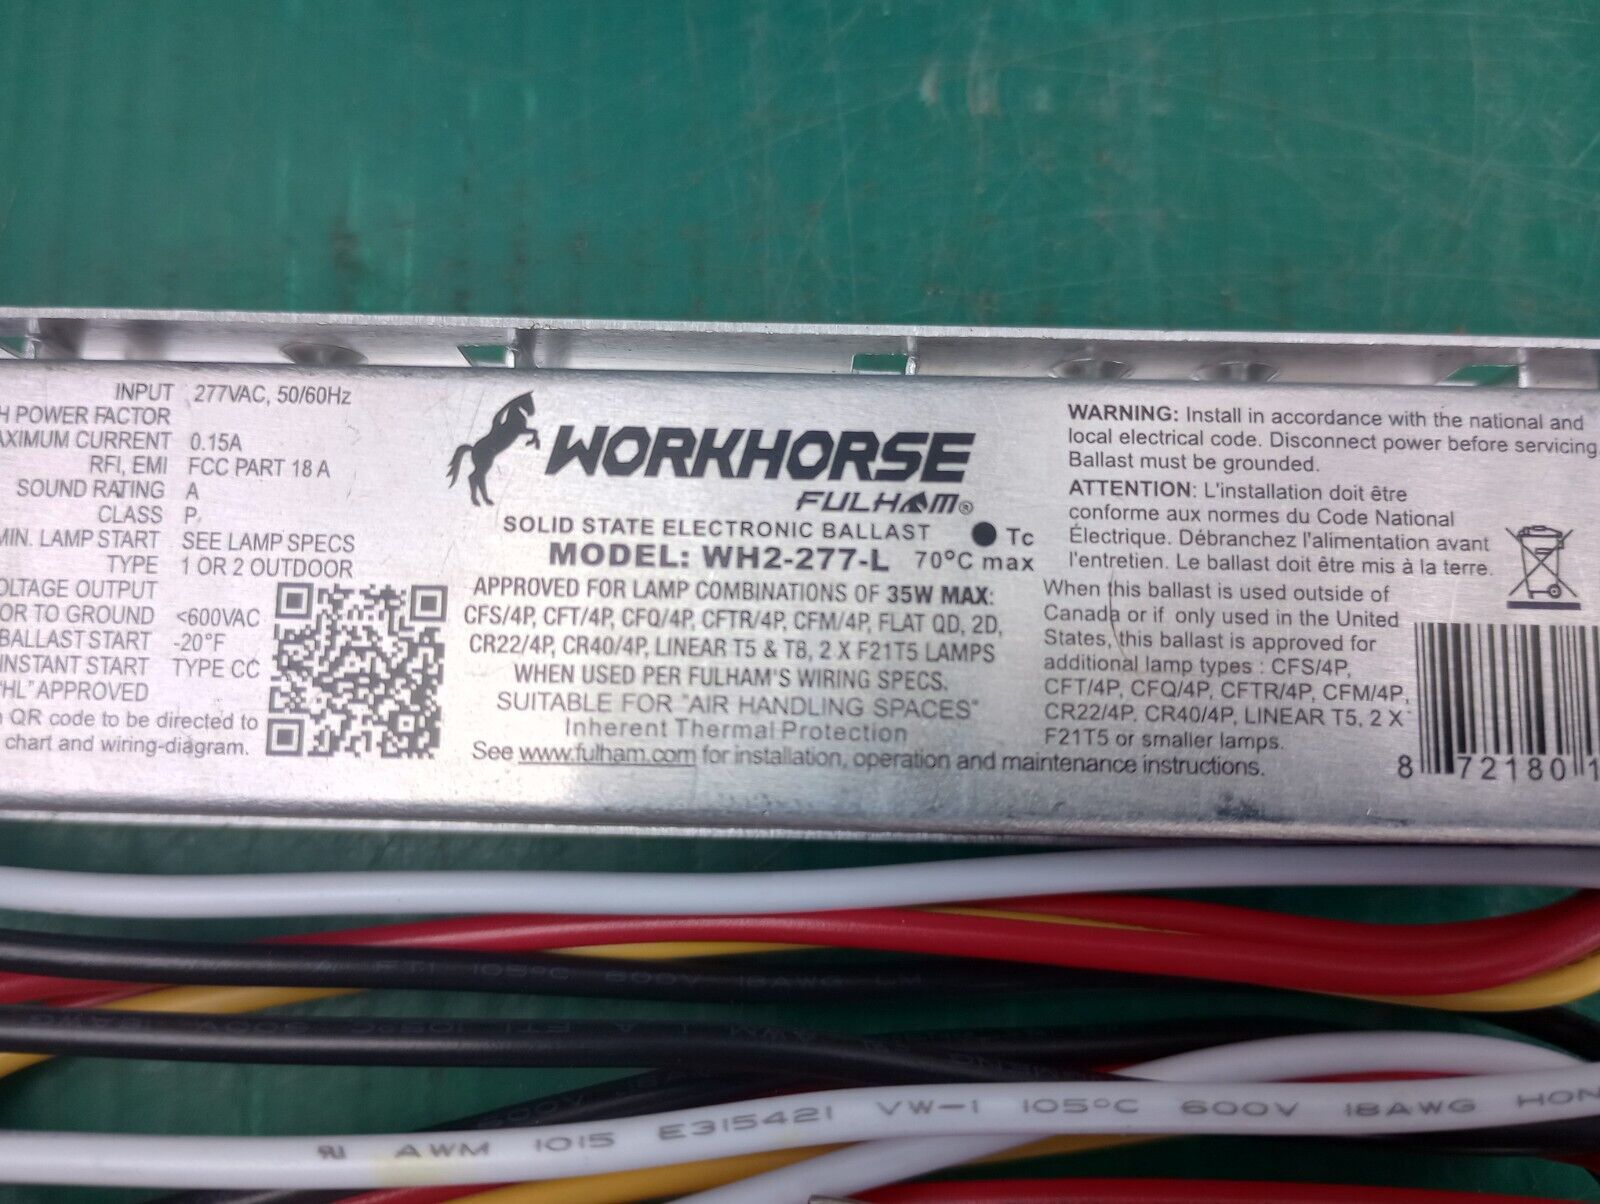 INPUT 277VAC, 50/60Hz
H POWER FACTOR
AXIMUM CURRENT 0.15A
RFI, EMI FCC PART 18 A
SOUND RATING A
CLASS P
MIN. LAMP START SEE LAMP SPECS
TYPE 1 OR 2 OUTDOOR
OLTAGE OUTPUT
OR TO GROUND <600VAC
BALLAST START -20°F
INSTANT START TYPE CC
"HL" APPROVED
QR code to be directed to
chart and wiring-diagram.
WORKHORSE
FULHAM®
SOLID STATE ELECTRONIC BALLAST
Tc
MODEL: WH2-277-L 70°C max
APPROVED FOR LAMP COMBINATIONS OF 35W MAX:
CFS/4P, CFT/4P, CFQ/4P, CFTR/4P, CFM/4P, FLAT QD, 2D,
CR22/4P, CR40/4P, LINEAR T5 & T8, 2 X F21T5 LAMPS
WHEN USED PER FULHAM'S WIRING SPECS.
SUITABLE FOR "AIR HANDLING SPACES"
Inherent Thermal Protection
See www.fulham.com for installation, operation and maintenance instructions.
WARNING: Install in accordance with the national and
local electrical code. Disconnect power before servicing.
Ballast must be grounded.
ATTENTION: L'installation doit être
conforme aux normes du Code National
Électrique. Débranchez l'alimentation avant
l'entretien. Le ballast doit être mis à la terre.
When this ballast is used outside of
Canada or if only used in the United
States, this ballast is approved for
additional lamp types : CFS/4P,
CFT/4P, CFQ/4P, CFTR/4P, CFM/4P,
CR22/4P. CR40/4P, LINEAR T5, 2 X
F21T5 or smaller lamps.
8 72180 1
105°C 600V 18AWG
AWM 1015 E315421 VW-1 105°C 600V 18AWG HON